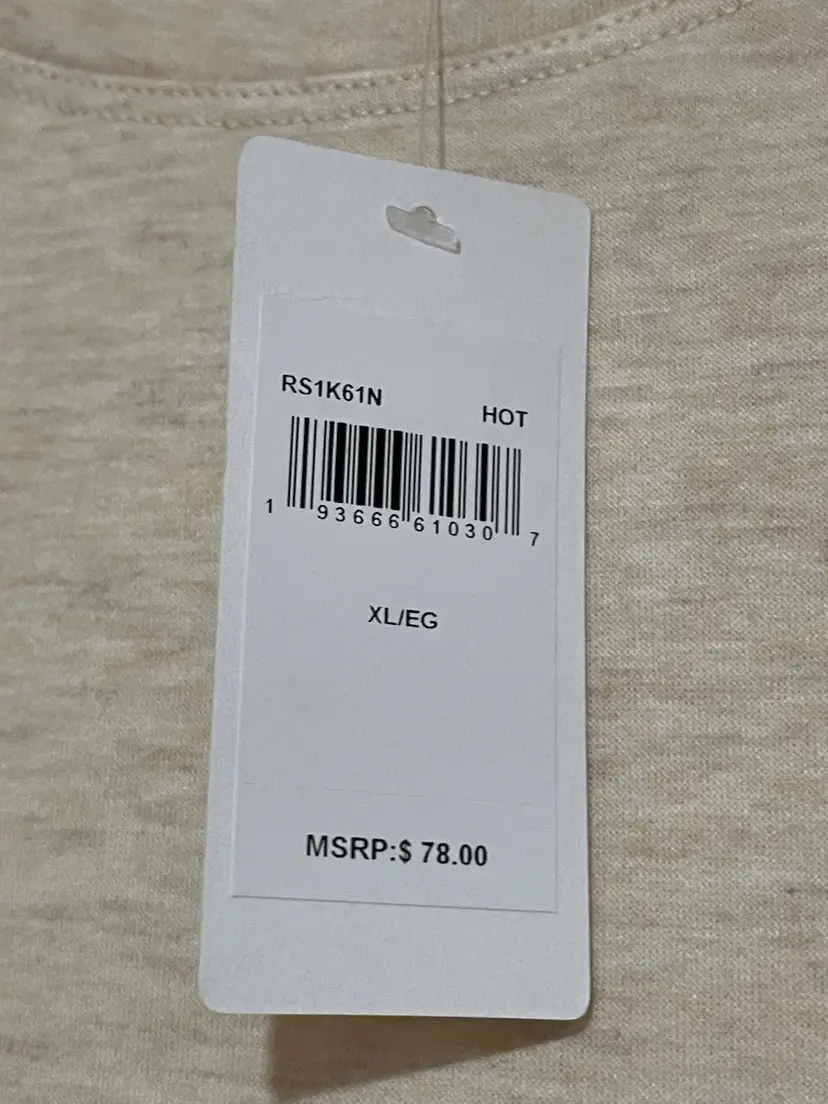 RS1K61N
HOT
1 93666 61030 7
XL/EG
MSRP:$ 78.00